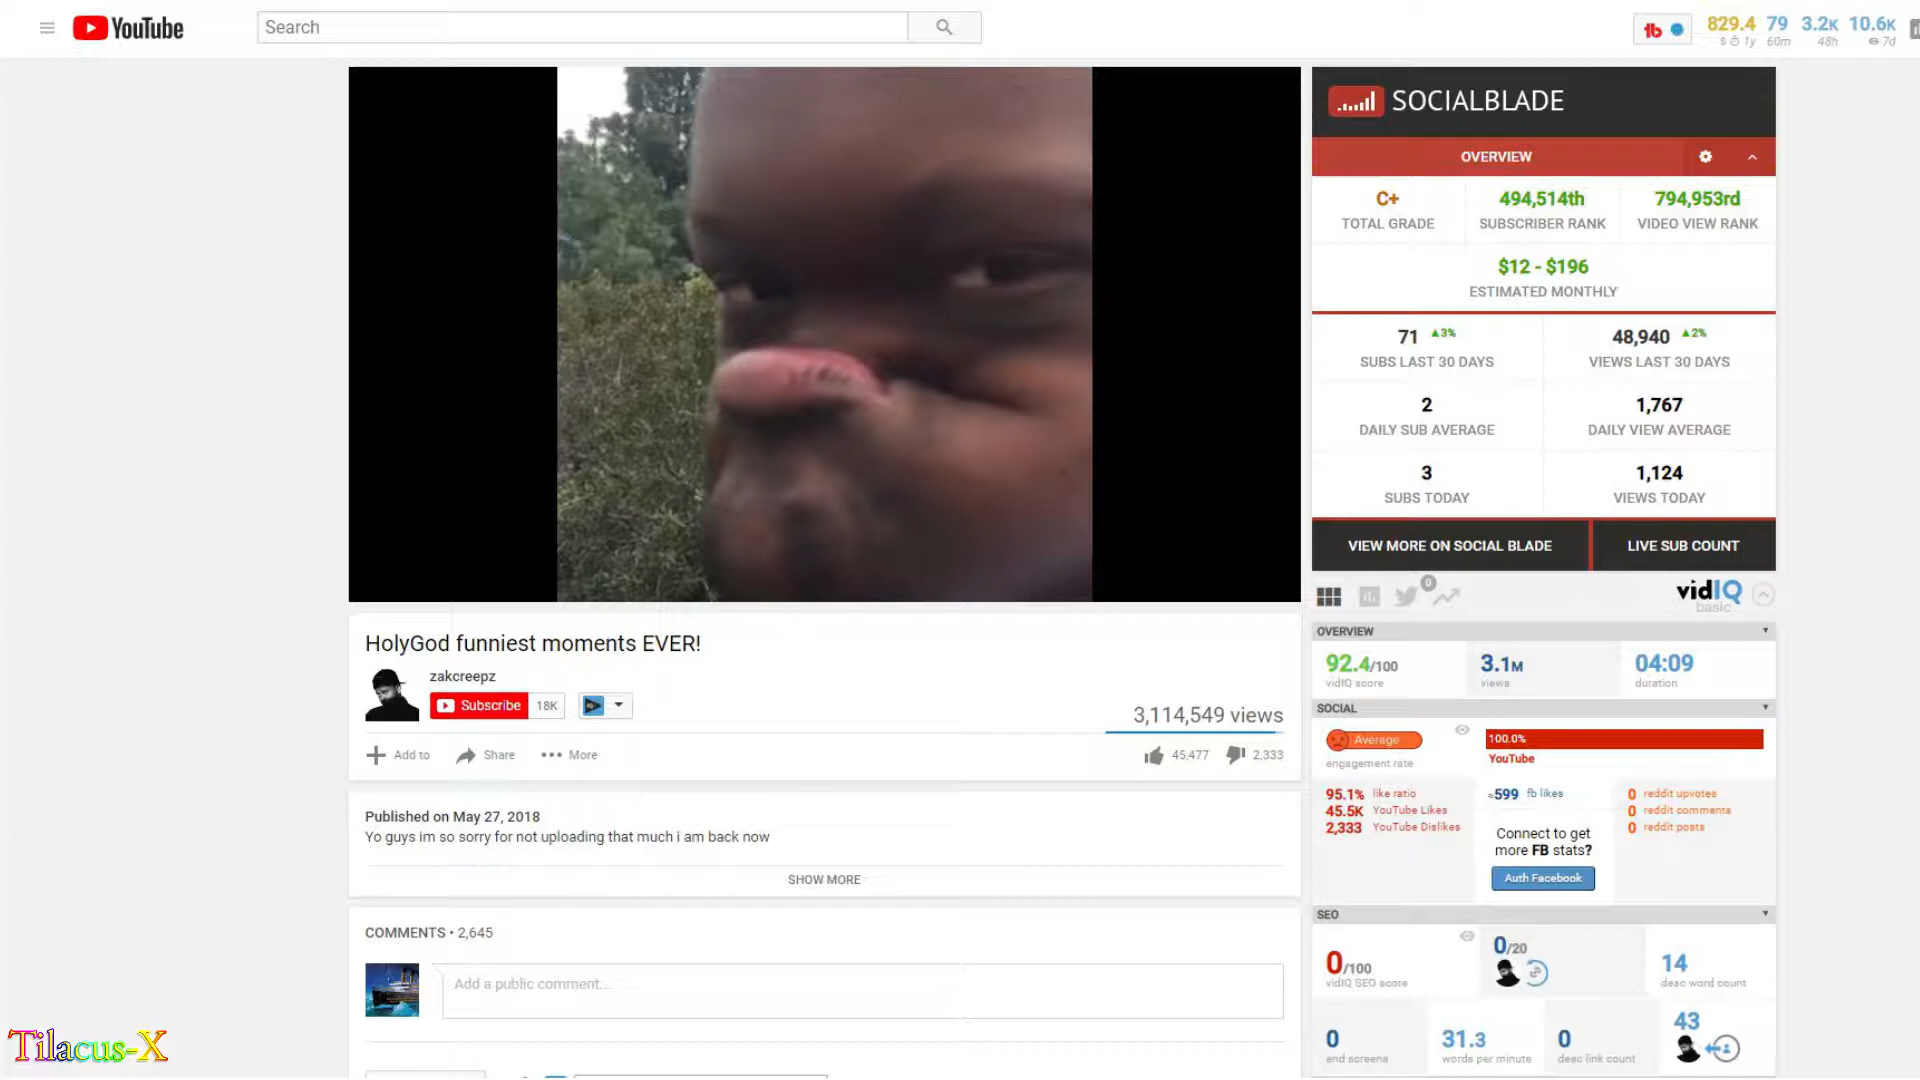 YouTube
Search
829.4 79 3.2K 10.6K
$ 1y 60m 48h 7d
SOCIALBLADE
OVERVIEW
C+ 494,514th 794,953rd
TOTAL GRADE SUBSCRIBER RANK VIDEO VIEW RANK
$12 - $196
ESTIMATED MONTHLY
71 ▲3% 48,940 ▲2%
SUBS LAST 30 DAYS VIEWS LAST 30 DAYS
2 1,767
DAILY SUB AVERAGE DAILY VIEW AVERAGE
3 1,124
SUBS TODAY VIEWS TODAY
VIEW MORE ON SOCIAL BLADE LIVE SUB COUNT
0
vidIQ
basic
HolyGod funniest moments EVER!
zakcreepz
Subscribe 18K
3,114,549 views
Add to Share More 45,477 2,333
Published on May 27, 2018
Yo guys im so sorry for not uploading that much i am back now
SHOW MORE
COMMENTS • 2,645
Add a public comment...
OVERVIEW
92.4/100 3.1M 04:09
vidIQ score views duration
SOCIAL
Average 100.0%
YouTube
engagement rate
95.1% like ratio
45.5K YouTube Likes
2,333 YouTube Dislikes
≈599 fb likes
Connect to get
more FB stats?
Auth Facebook
0 reddit upvotes
0 reddit comments
0 reddit posts
SEO
0/100 0/20 14
vidIQ SEO score desc word count
0 31.3 0 43
end screens words per minute desc link count
Tilacus-X